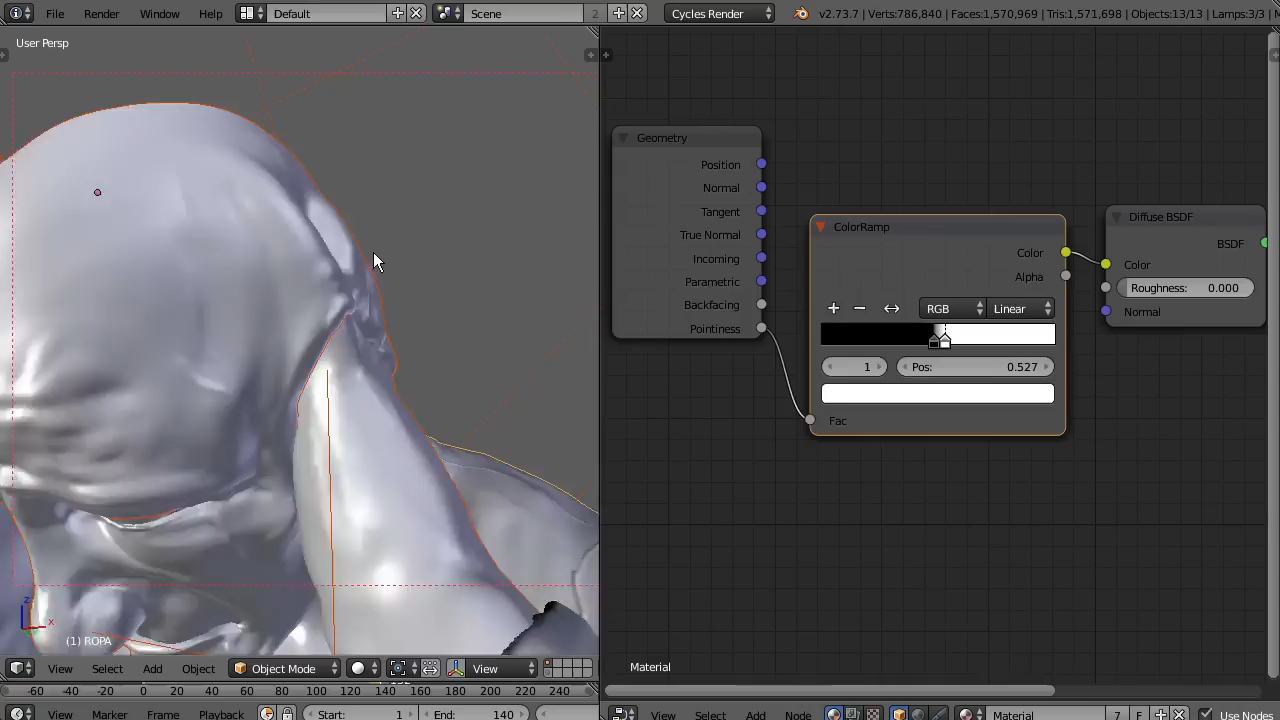 File Render Window Help Default Scene 2 Cycles Render v2.73.7 | Verts:786,840 | Faces:1,570,969 | Tris:1,571,698 | Objects:13/13 | Lamps:3/3 |
User Persp
Geometry
Position
Normal
Tangent
True Normal
Incoming
Parametric
Backfacing
Pointiness
ColorRamp
Color
Alpha
RGB Linear
1 Pos: 0.527
Fac
Diffuse BSDF
BSDF
Color
Roughness: 0.000
Normal
z
x
(1) ROPA
Material
View Select Add Object Object Mode View
-60 -40 -20 0 20 40 60 80 100 120 140 160 180 200 220 240
View Marker Frame Playback Start: 1 End: 140
View Select Add Node Material 7 F Use Nodes